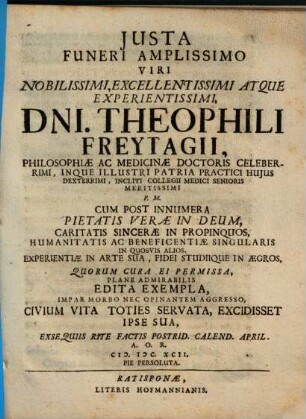 JUSTA
FUNERI AMPLISSIMO
VIRI
NOBILISSIMI, EXCELLENTISSIMI ATQUE
EXPERIENTISSIMI,
DNI. THEOPHILI
FREYTAGII,
PHILOSOPHIÆ AC MEDICINÆ DOCTORIS CELEBER-
RIMI, INQUE ILLUSTRI PATRIA PRACTICI HUJUS
DEXTERRIMI, INCLYTI COLLEGII MEDICI SENIORIS
MERITISSIMI
P. M.
CUM POST INNUMERA
PIETATIS VERÆ IN DEUM,
CARITATIS SINCERÆ IN PROPINQUOS,
HUMANITATIS AC BENEFICENTIÆ SINGULARIS
IN QUOSVIS ALIOS,
EXPERIENTIÆ IN ARTE SUA, FIDEI STUDIIQUE IN ÆGROS,
QUORUM CURA EI PERMISSA,
PLANE ADMIRABILIS
EDITA EXEMPLA,
IMPAR MORBO NEC OPINANTEM AGGRESSO,
CIVIUM VITA TOTIES SERVATA, EXCIDISSET
IPSE SUA,
EXSEQUIIS RITE FACTIS POSTRID. CALEND. APRIL.
A. O. R.
CIↃ. IↃC. XCII.
PIE PERSOLUTA.
RATISPONÆ,
LITERIS HOFMANNIANIS.